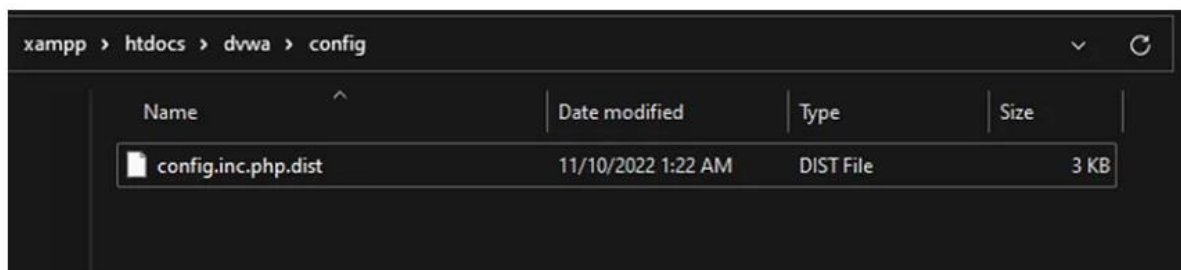 xampp > htdocs > dvwa > config
Name Date modified Type Size
config.inc.php.dist 11/10/2022 1:22 AM DIST File 3 KB